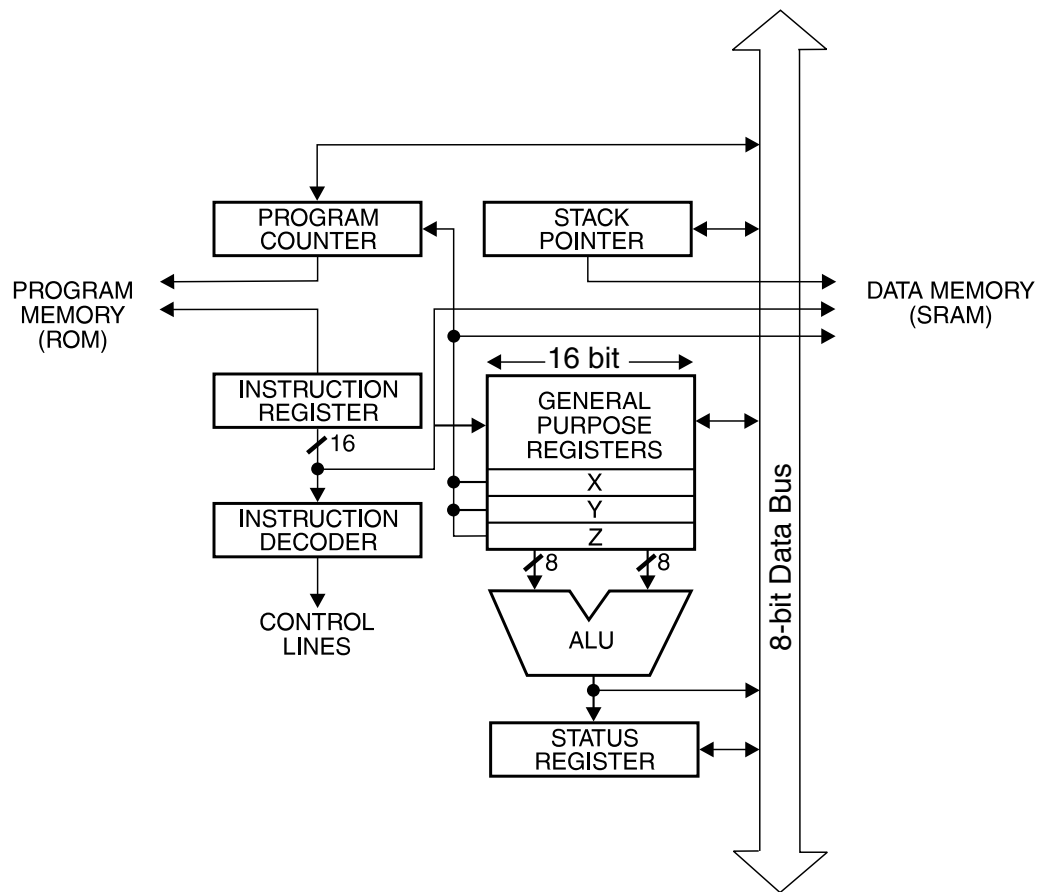 PROGRAM
COUNTER
STACK
POINTER
PROGRAM
MEMORY
(ROM)
DATA MEMORY
(SRAM)
16 bit
INSTRUCTION
REGISTER
16
GENERAL
PURPOSE
REGISTERS
X
Y
Z
INSTRUCTION
DECODER
8
8
CONTROL
LINES
ALU
STATUS
REGISTER
8-bit Data Bus